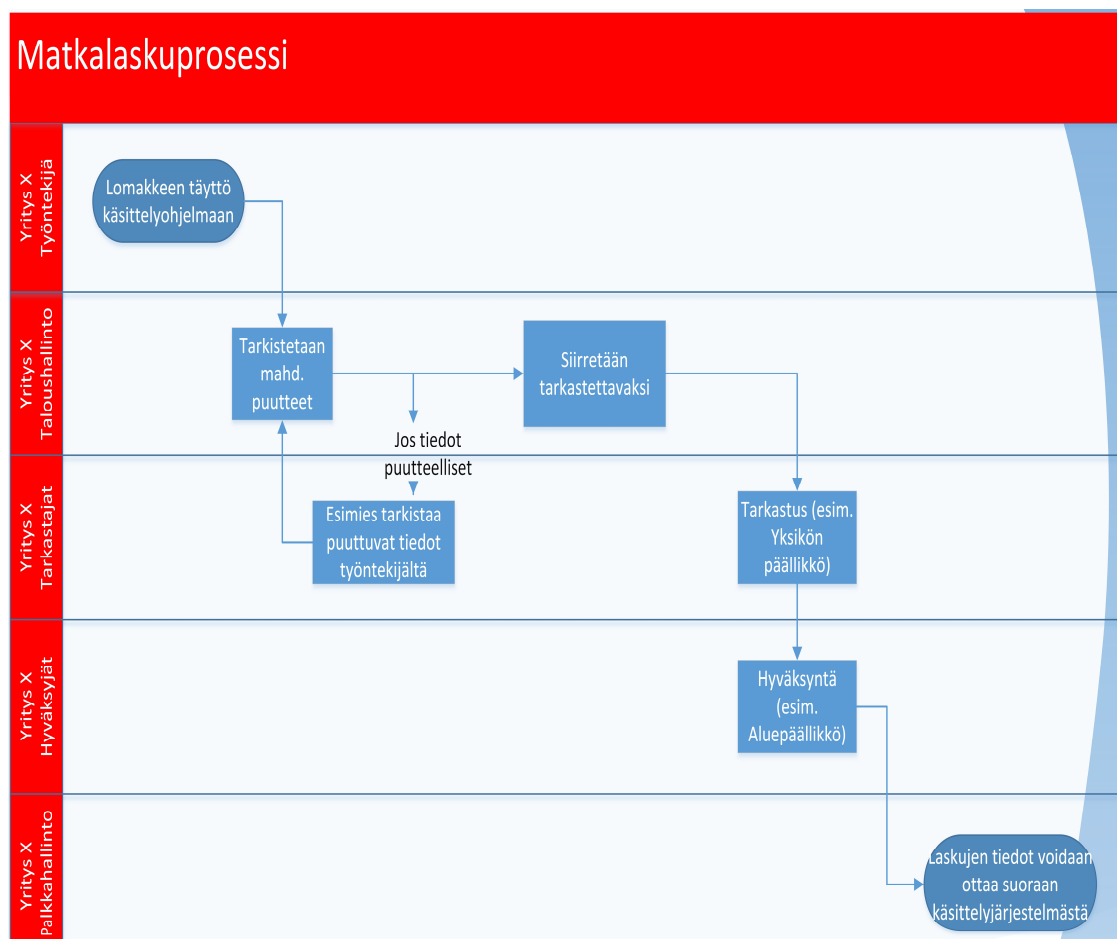 Matkalaskuprosessi
Yritys X
Työntekijä
Lomakkeen täyttö
käsittelyohjelmaan
Yritys X
Taloushallinto
Tarkistetaan
mahd.
puutteet
Siirretään
tarkastettavaksi
Jos tiedot
puutteelliset
Yritys X
Tarkastajat
Esimies tarkistaa
puuttuvat tiedot
työntekijältä
Tarkastus (esim.
Yksikön
päällikkö)
Yritys X
Hyväksyjät
Hyväksyntä
(esim.
Aluepäällikkö)
Yritys X
Palkkahallinto
Laskujen tiedot voidaan
ottaa suoraan
käsittelyjärjestelmästä